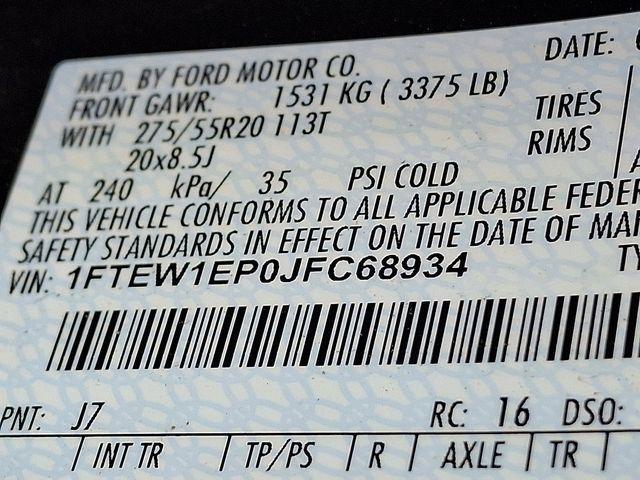 DATE:
MFD. BY FORD MOTOR CO.
FRONT GAWR: 1531 KG ( 3375 LB)
WITH 275/55R20 113T TIRES
20x8.5J RIMS
AT 240 kPa/ 35 PSI COLD
THIS VEHICLE CONFORMS TO ALL APPLICABLE FEDER
SAFETY STANDARDS IN EFFECT ON THE DATE OF MA
VIN: 1FTEW1EP0JFC68934 TY
PNT: J7 RC: 16 DSO:
INT TR TP/PS R AXLE TR